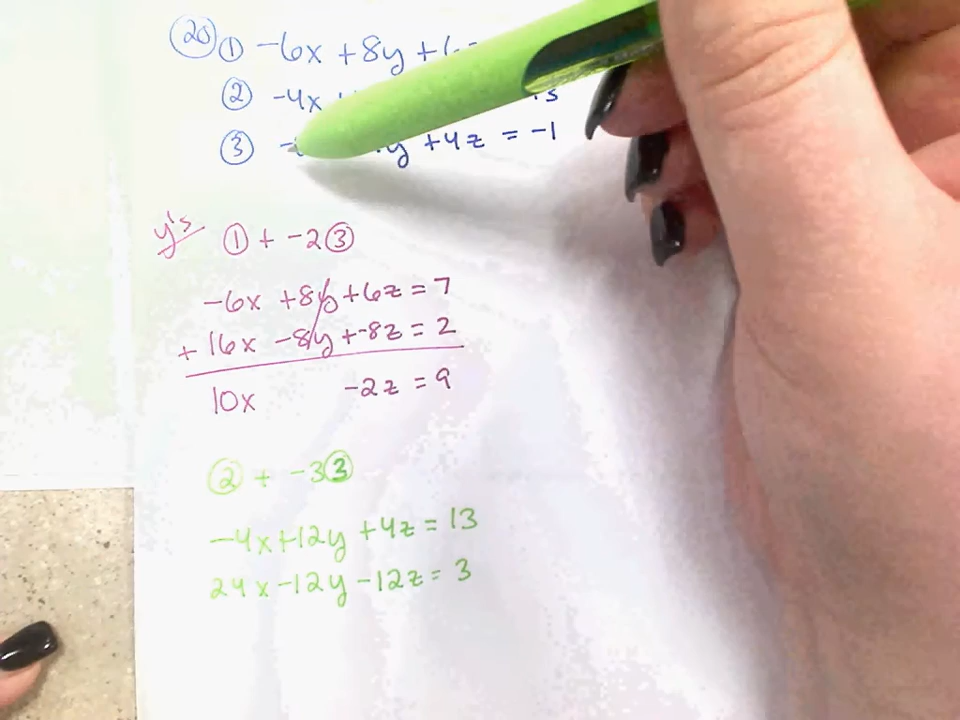 20 ① -6x + 8y +
② -4x
③ y + 4z = -1
y's ① + -2③
-6x +8y +6z = 7
+ 16x -8y +-8z = 2
10x -2z = 9
② + -3③
-4x+12y +4z = 13
24x -12y -12z = 3